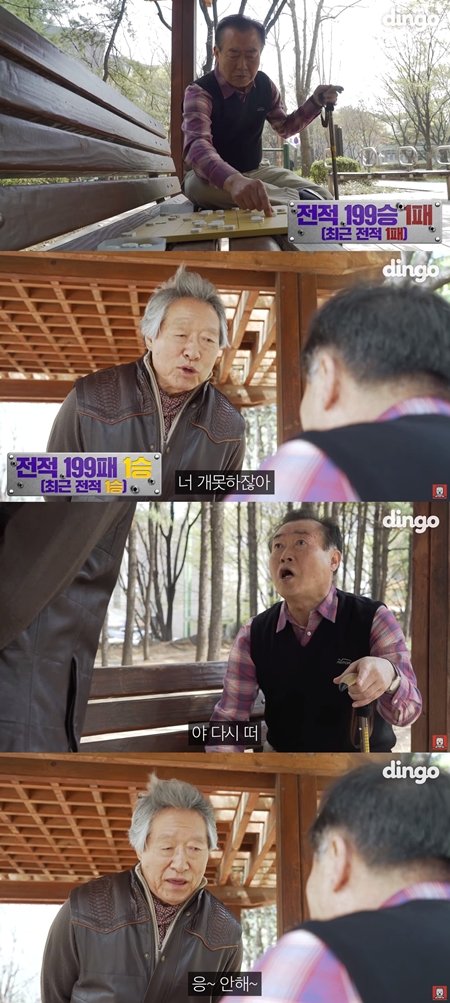 dingo
전적 199승 1패
(최근 전적 1패)
dingo
전적 199패 1승
(최근 전적 1승)
너 개못하잖아
dingo
야 다시 떠
dingo
응~ 안해~